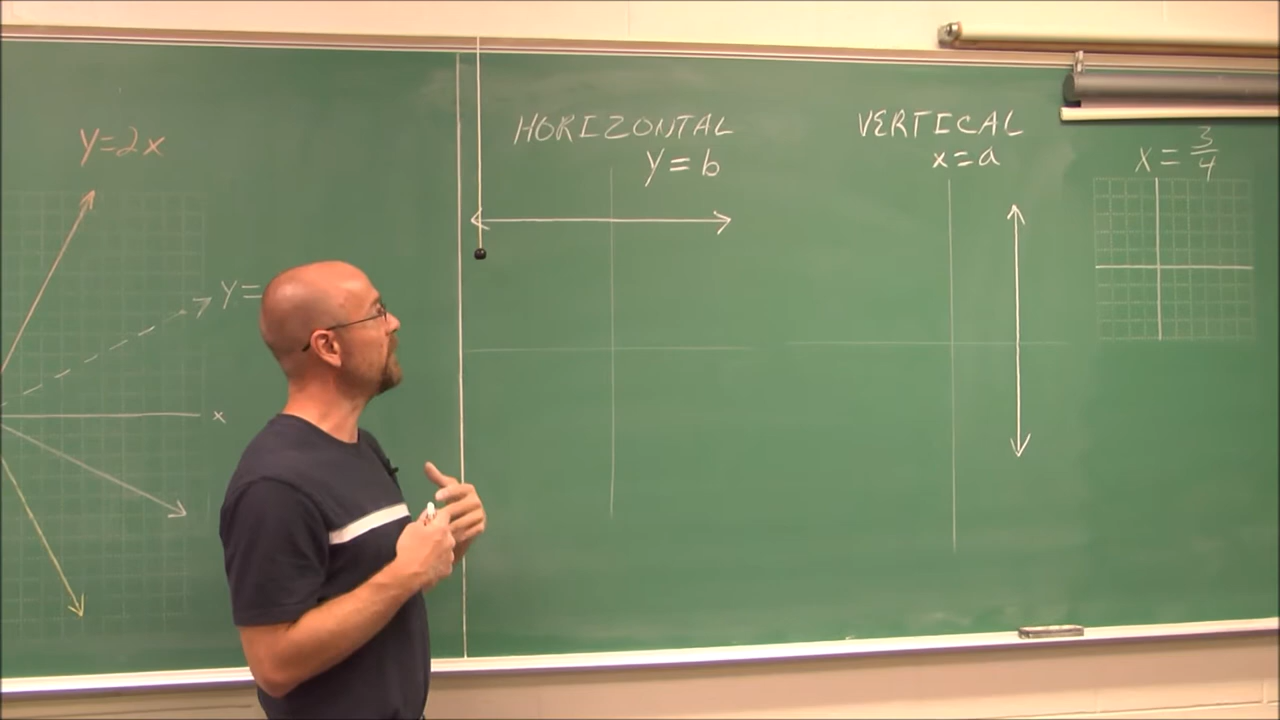 y=2x
y=
x
HORIZONTAL
y=b
VERTICAL
x=a
x=3/4